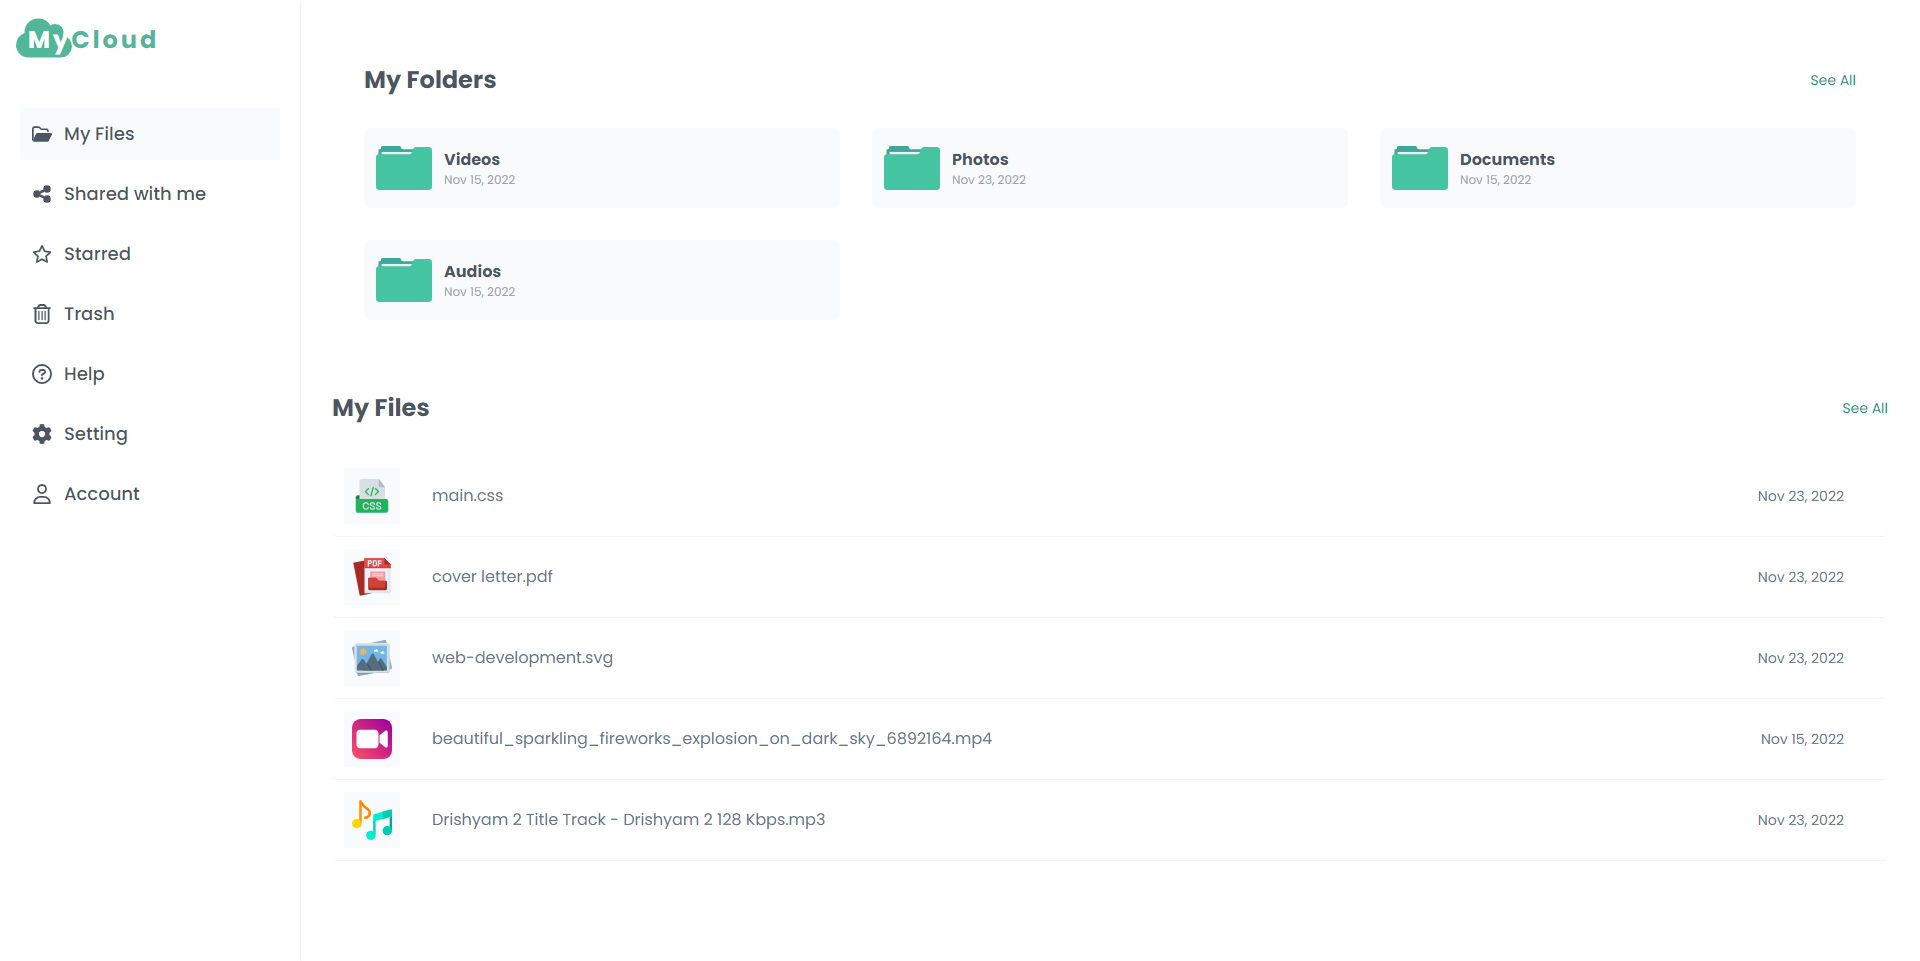 MyCloud
My Files
Shared with me
Starred
Trash
Help
Setting
Account
My Folders
See All
Videos
Nov 15, 2022
Photos
Nov 23, 2022
Documents
Nov 15, 2022
Audios
Nov 15, 2022
My Files
See All
CSS
main.css
Nov 23, 2022
PDF
cover letter.pdf
Nov 23, 2022
web-development.svg
Nov 23, 2022
beautiful_sparkling_fireworks_explosion_on_dark_sky_6892164.mp4
Nov 15, 2022
Drishyam 2 Title Track - Drishyam 2 128 Kbps.mp3
Nov 23, 2022